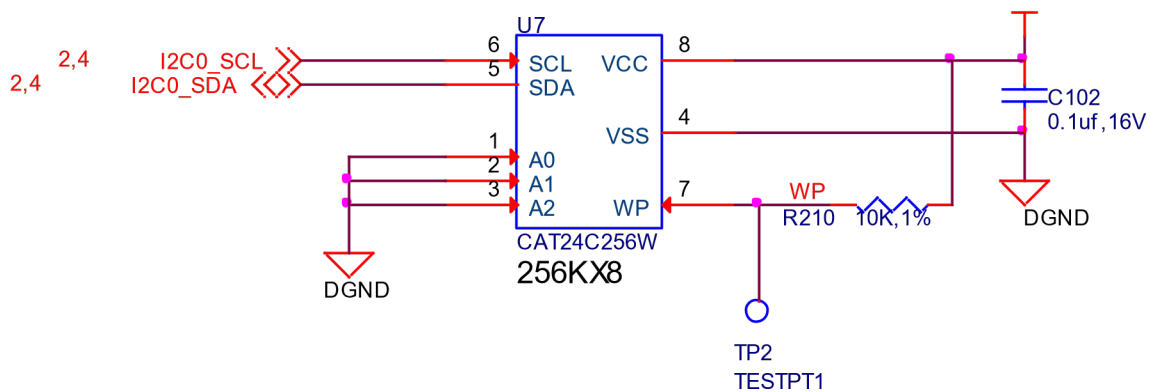 U7
2,4
I2C0_SCL
6
SCL
VCC
8
2,4
I2C0_SDA
5
SDA
C102
0.1uf,16V
VSS
4
1
A0
2
A1
3
A2
WP
7
WP
R210
10K,1%
DGND
CAT24C256W
256KX8
DGND
TP2
TESTPT1